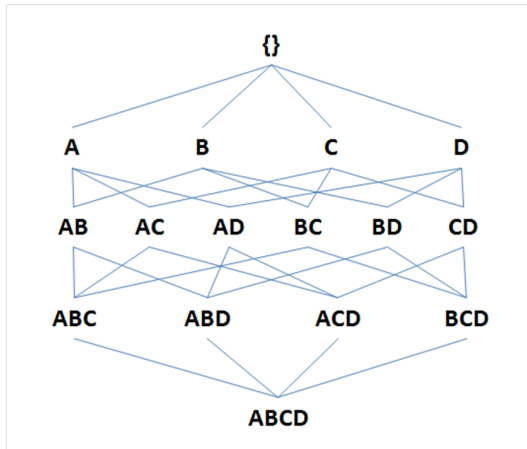 {}
A B C D
AB AC AD BC BD CD
ABC ABD ACD BCD
ABCD